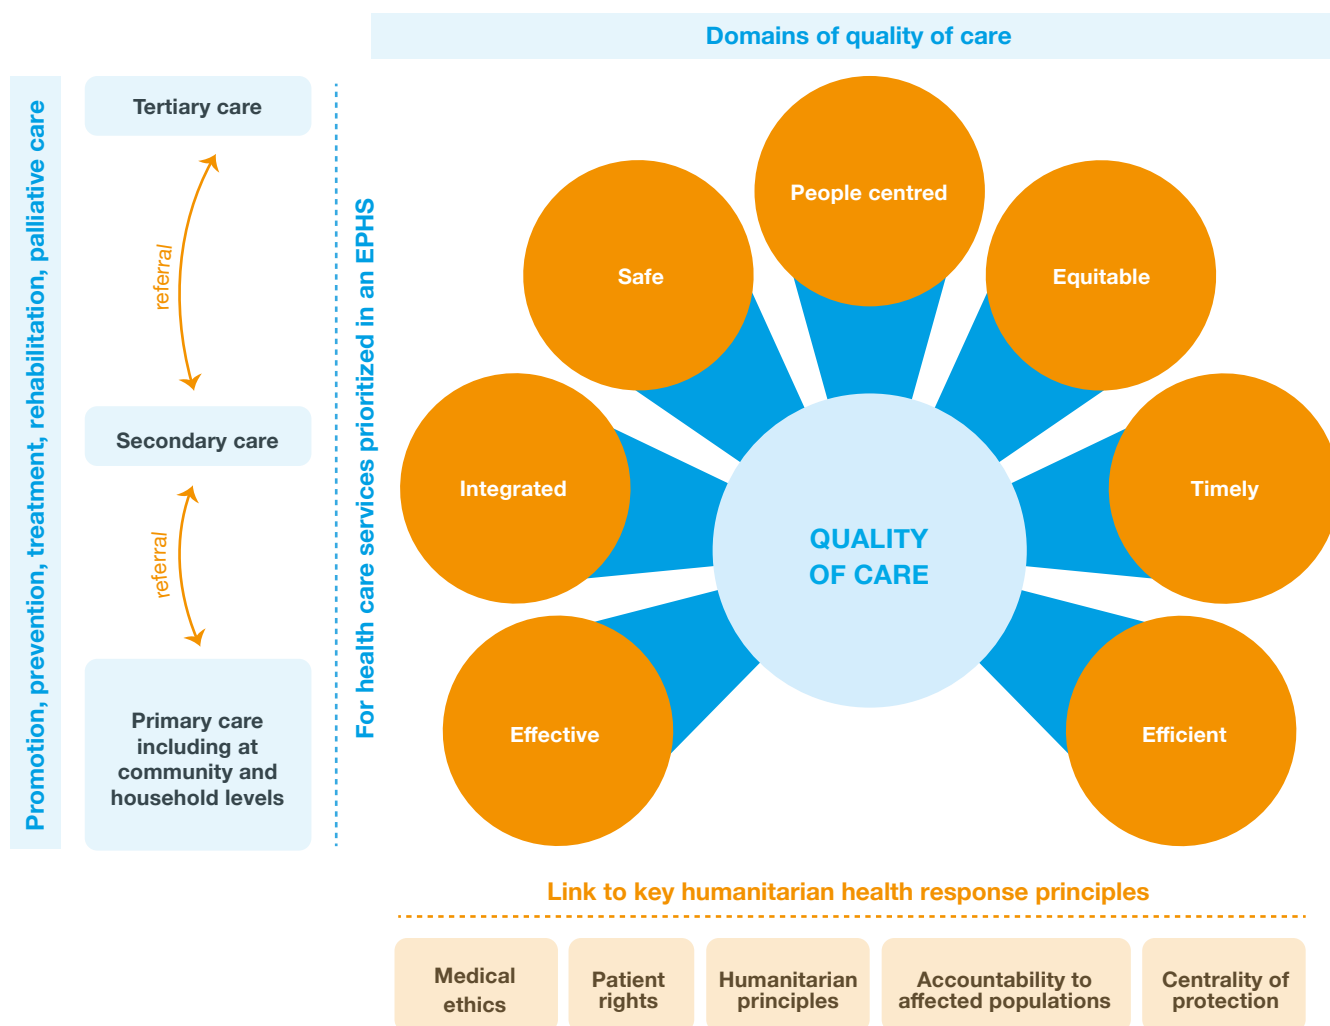 Domains of quality of care
Promotion, prevention, treatment, rehabilitation, palliative care
Tertiary care
referral
Secondary care
referral
Primary care
including at
community and
household levels
For health care services prioritized in an EPHS
People centred
Safe
Equitable
Integrated
Timely
QUALITY
OF CARE
Effective
Efficient
Link to key humanitarian health response principles
Medical
ethics
Patient
rights
Humanitarian
principles
Accountability to
affected populations
Centrality of
protection